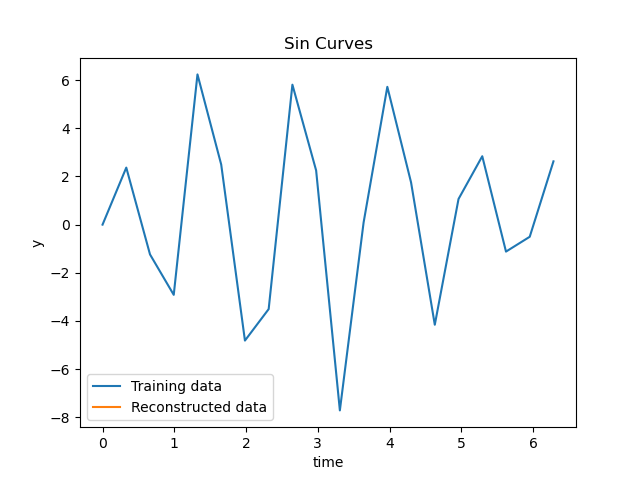 Sin Curves
y
6
4
2
0
−2
−4
−6
−8
Training data
Reconstructed data
0 1 2 3 4 5 6
time